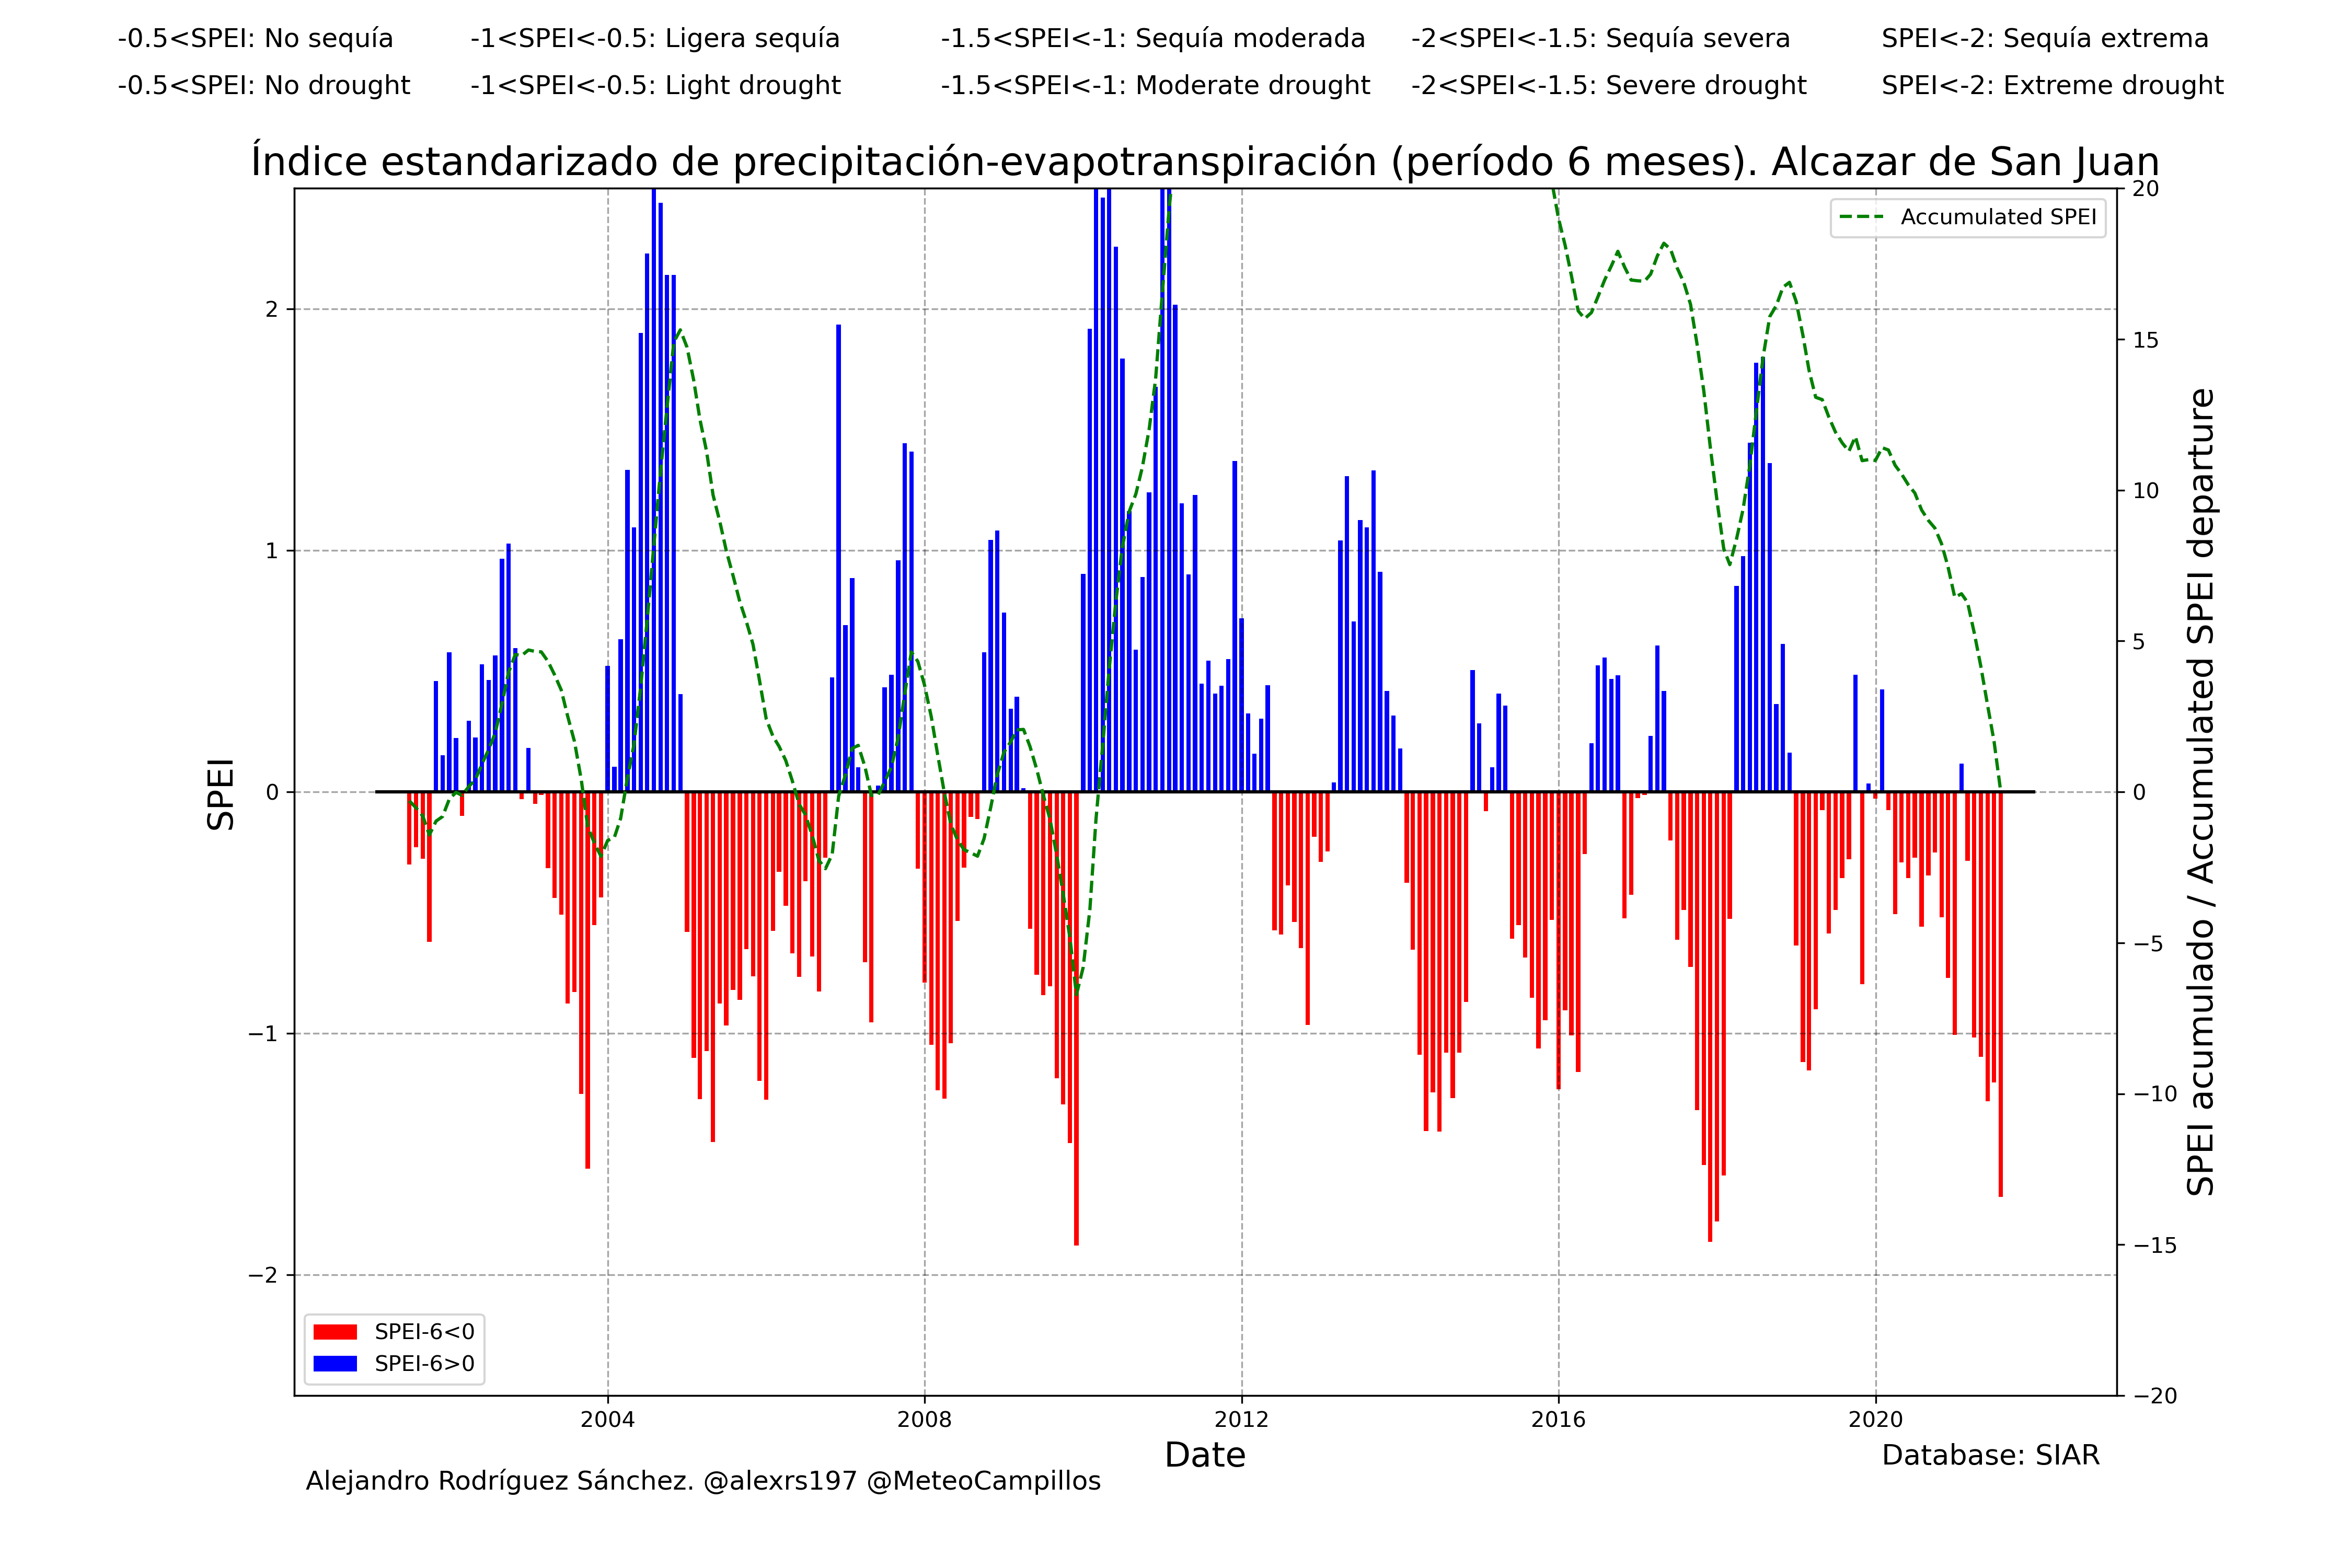 -0.5<SPEI: No sequía -1<SPEI<-0.5: Ligera sequía -1.5<SPEI<-1: Sequía moderada -2<SPEI<-1.5: Sequía severa SPEI<-2: Sequía extrema
-0.5<SPEI: No drought -1<SPEI<-0.5: Light drought -1.5<SPEI<-1: Moderate drought -2<SPEI<-1.5: Severe drought SPEI<-2: Extreme drought
Índice estandarizado de precipitación-evapotranspiración (período 6 meses). Alcazar de San Juan
Accumulated SPEI
SPEI
2
1
0
−1
−2
20
15
10
5
0
−5
−10
−15
−20
SPEI acumulado / Accumulated SPEI departure
SPEI-6<0
SPEI-6>0
2004 2008 2012 2016 2020
Date
Database: SIAR
Alejandro Rodríguez Sánchez. @alexrs197 @MeteoCampillos